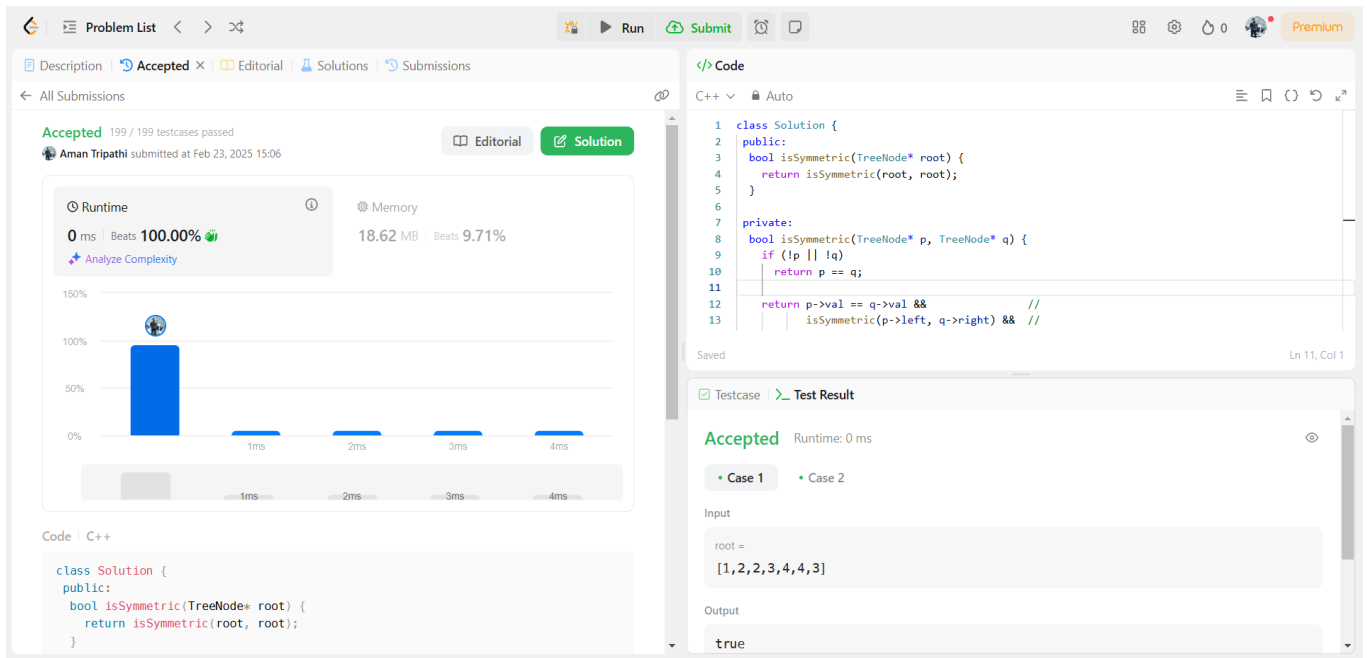 Problem List
Run
Submit
0
Premium
Description
Accepted
Editorial
Solutions
Submissions
All Submissions
Accepted 199 / 199 testcases passed
Aman Tripathi submitted at Feb 23, 2025 15:06
Editorial
Solution
Runtime
0 ms Beats 100.00%
Analyze Complexity
Memory
18.62 MB Beats 9.71%
150%
100%
50%
0%
1ms 2ms 3ms 4ms
1ms 2ms 3ms 4ms
Code C++
class Solution {
public:
bool isSymmetric(TreeNode* root) {
return isSymmetric(root, root);
}
</> Code
C++ Auto
1 class Solution {
2 public:
3 bool isSymmetric(TreeNode* root) {
4 return isSymmetric(root, root);
5 }
6
7 private:
8 bool isSymmetric(TreeNode* p, TreeNode* q) {
9 if (!p || !q)
10 return p == q;
11
12 return p->val == q->val && //
13 isSymmetric(p->left, q->right) && //
Saved
Ln 11, Col 1
Testcase
Test Result
Accepted Runtime: 0 ms
• Case 1 • Case 2
Input
root =
[1,2,2,3,4,4,3]
Output
true